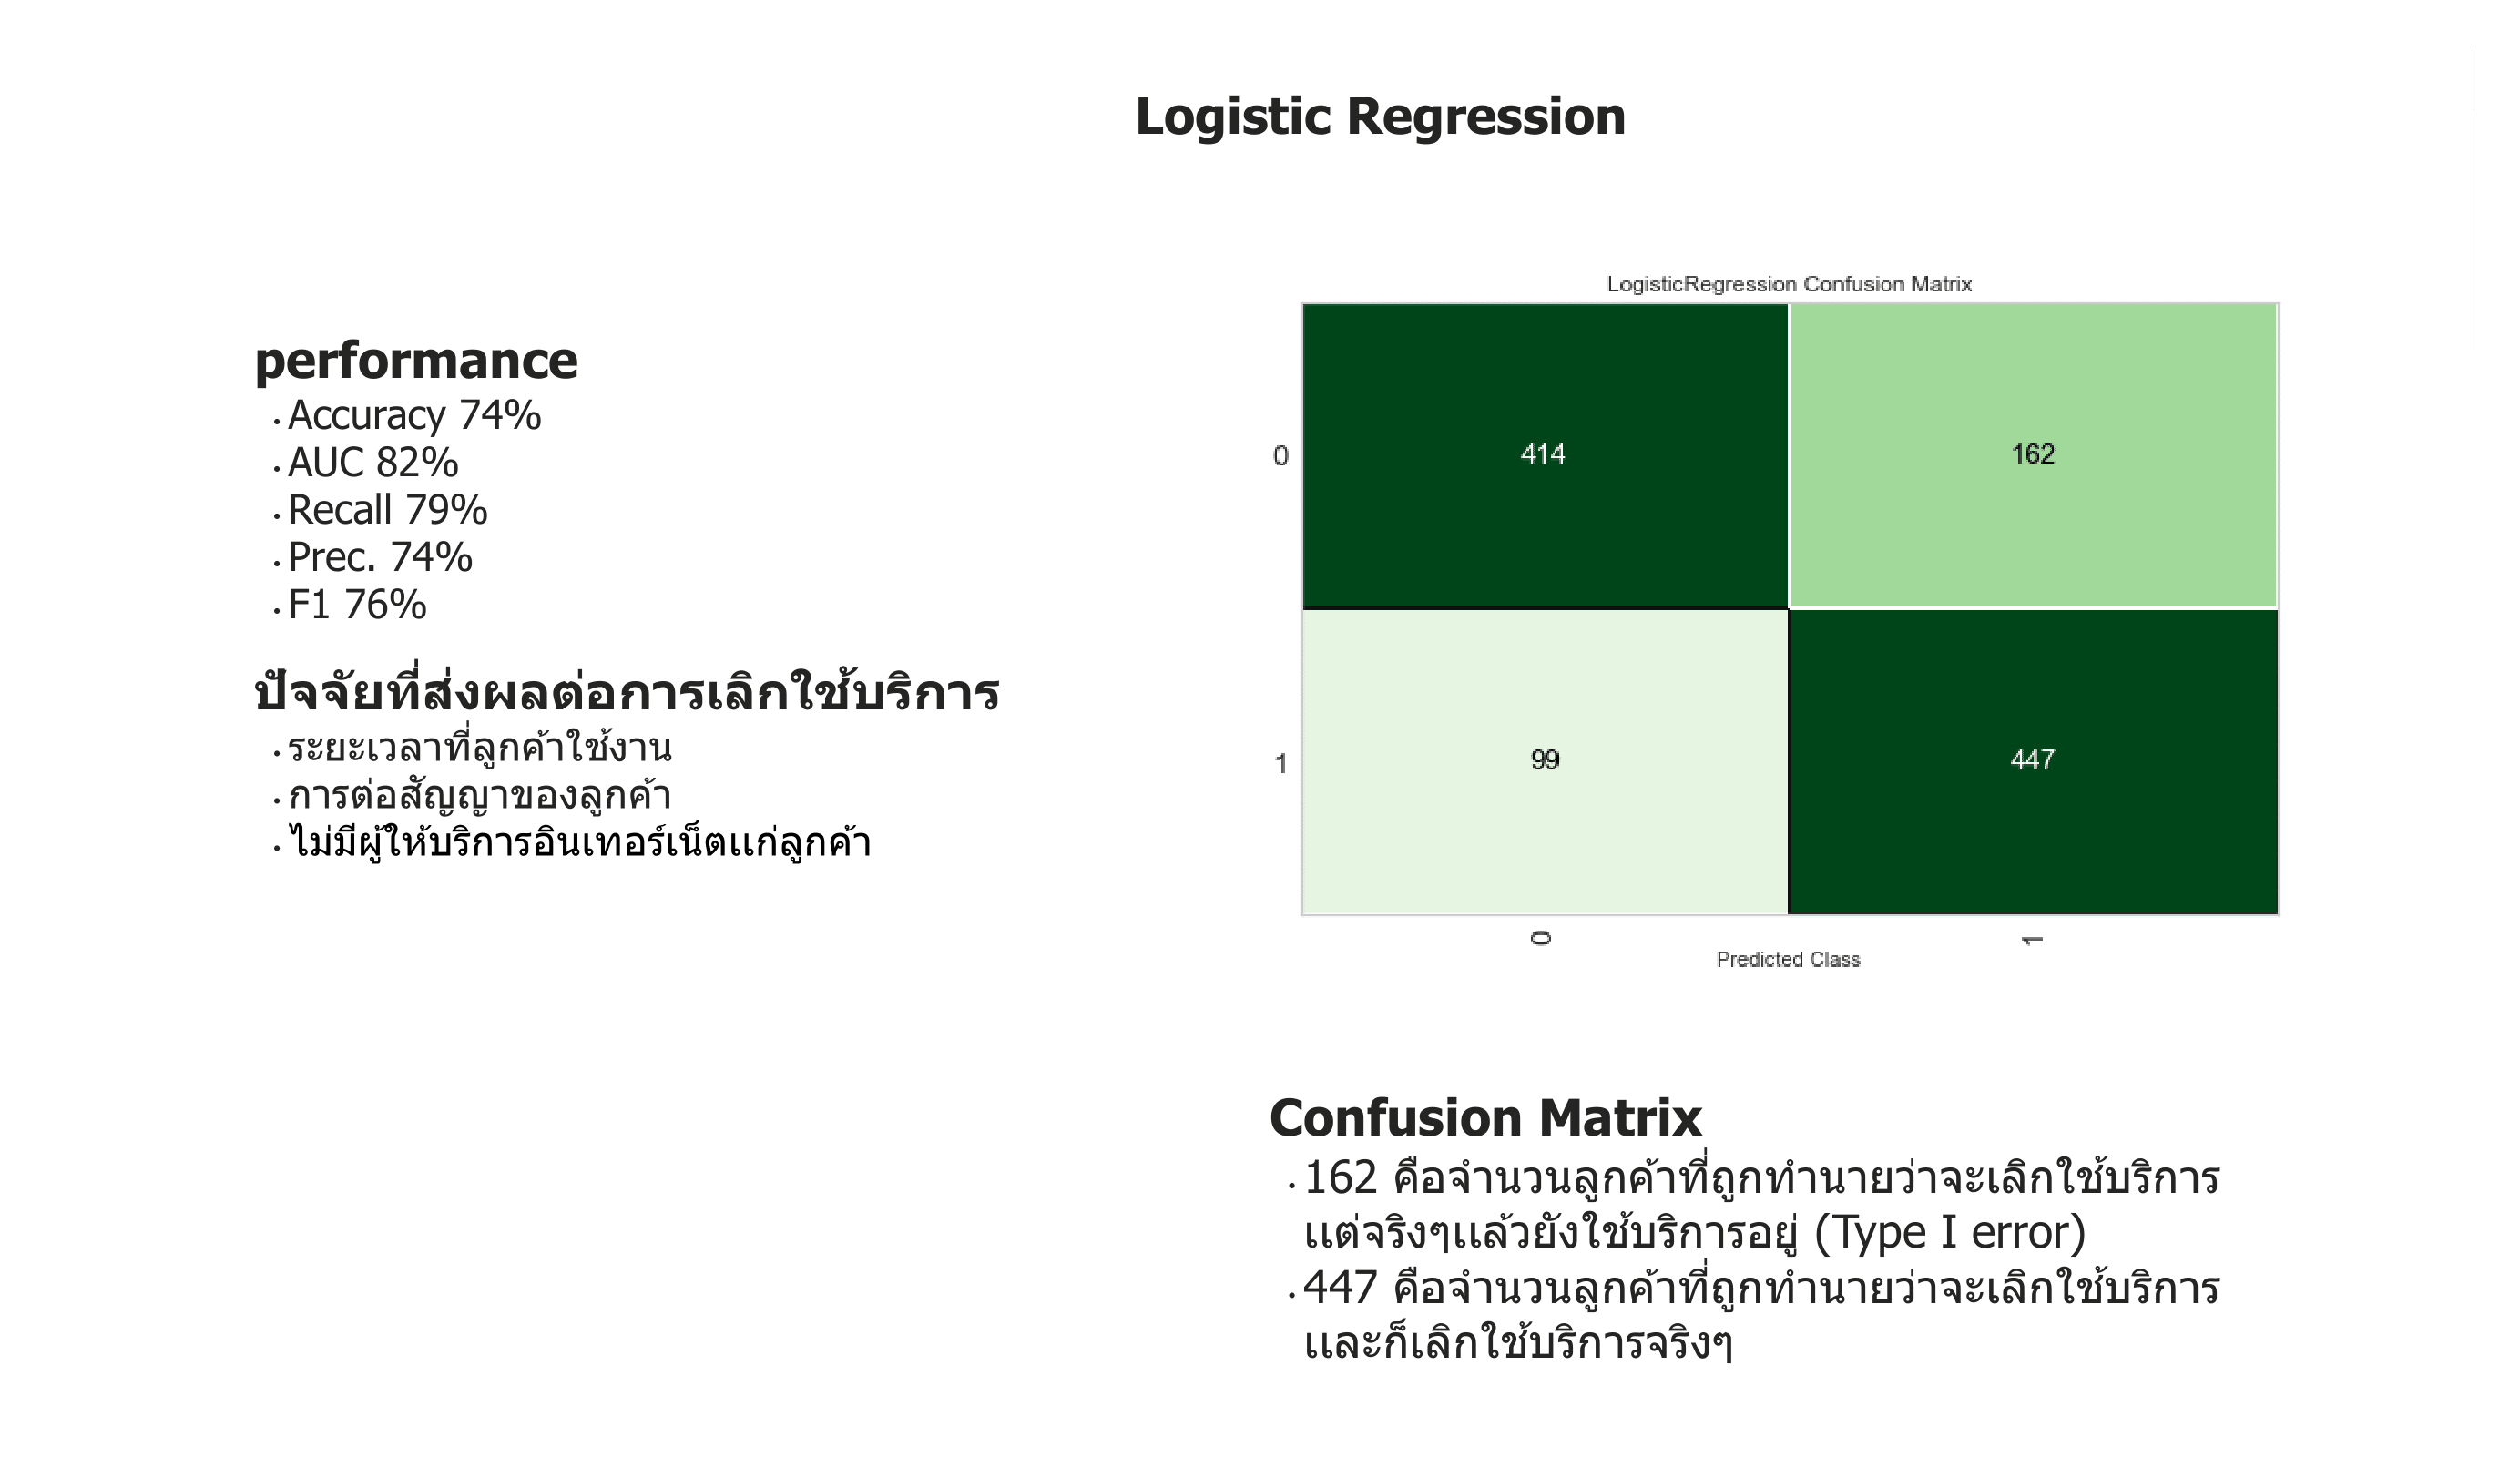 Logistic Regression
performance
• Accuracy 74%
• AUC 82%
• Recall 79%
• Prec. 74%
• F1 76%
ปัจจัยที่ส่งผลต่อการเลิกใช้บริการ
• ระยะเวลาที่ลูกค้าใช้งาน
• การต่อสัญญาของลูกค้า
• ไม่มีผู้ให้บริการอินเทอร์เน็ตแก่ลูกค้า
LogisticRegression Confusion Matrix
0 414 162
1 99 447
0 1
Predicted Class
Confusion Matrix
• 162 คือจำนวนลูกค้าที่ถูกทำนายว่าจะเลิกใช้บริการ
แต่จริงๆแล้วยังใช้บริการอยู่ (Type I error)
• 447 คือจำนวนลูกค้าที่ถูกทำนายว่าจะเลิกใช้บริการ
และก็เลิกใช้บริการจริงๆ